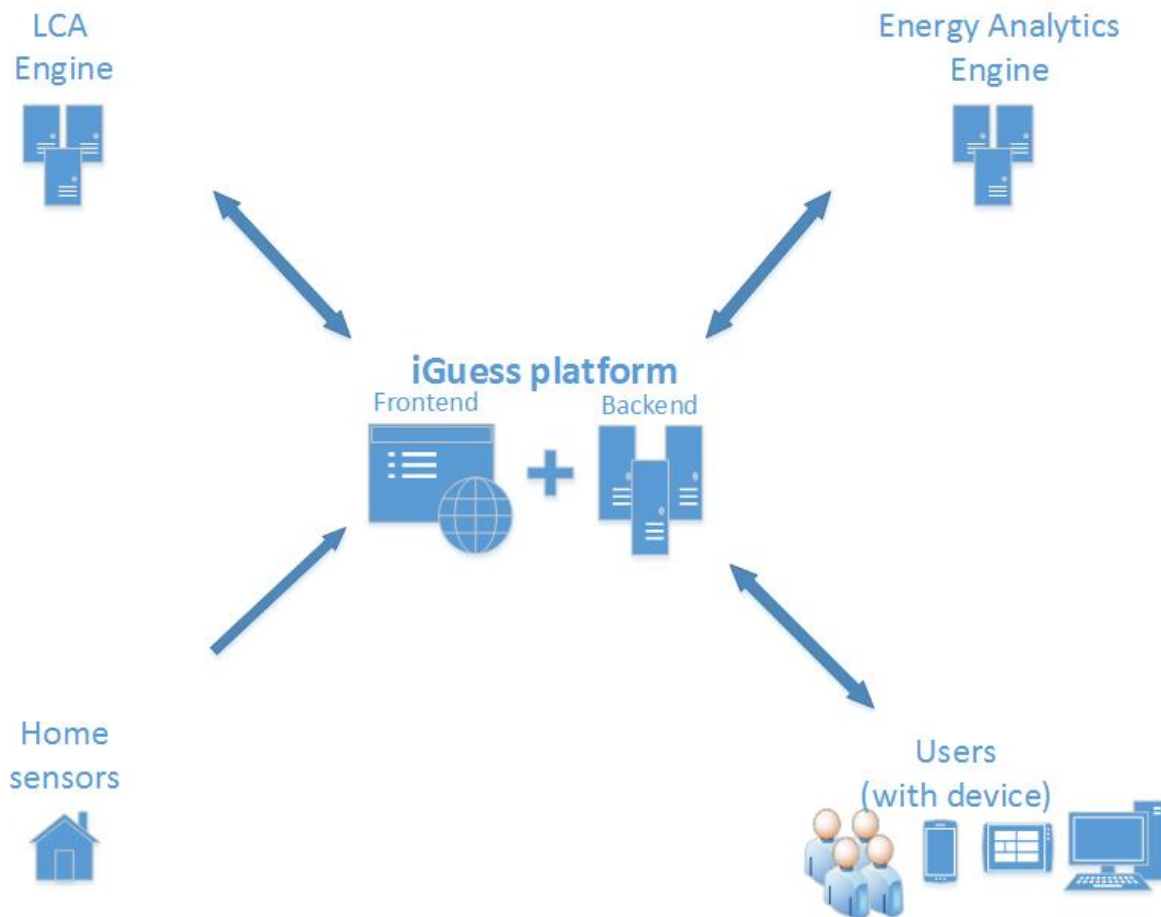 LCA
Engine
Energy Analytics
Engine
iGuess platform
Frontend
Backend
Home
sensors
Users
(with device)